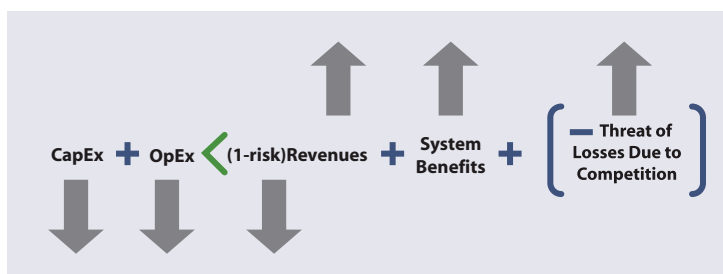 CapEx + OpEx < (1-risk)Revenues + System Benefits + [– Threat of
Losses Due to
Competition]